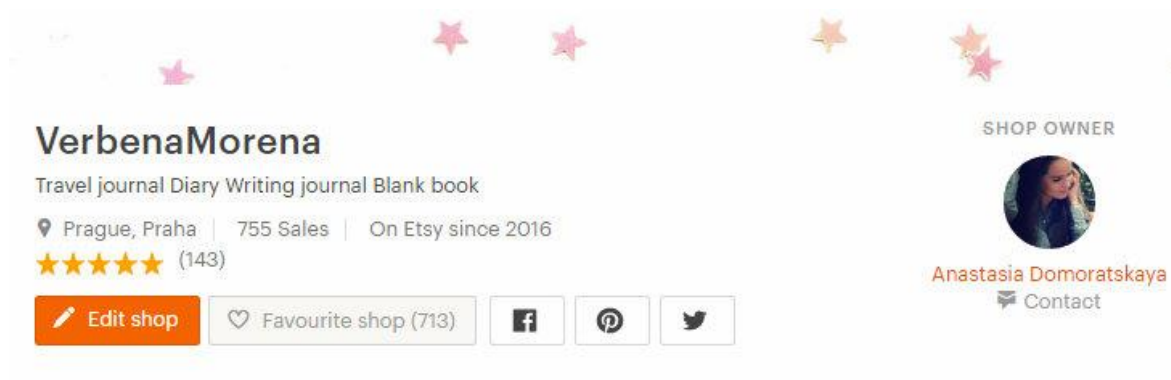 VerbenaMorena
Travel journal Diary Writing journal Blank book
Prague, Praha 755 Sales On Etsy since 2016
(143)
Edit shop Favourite shop (713)
SHOP OWNER
Anastasia Domoratskaya
Contact